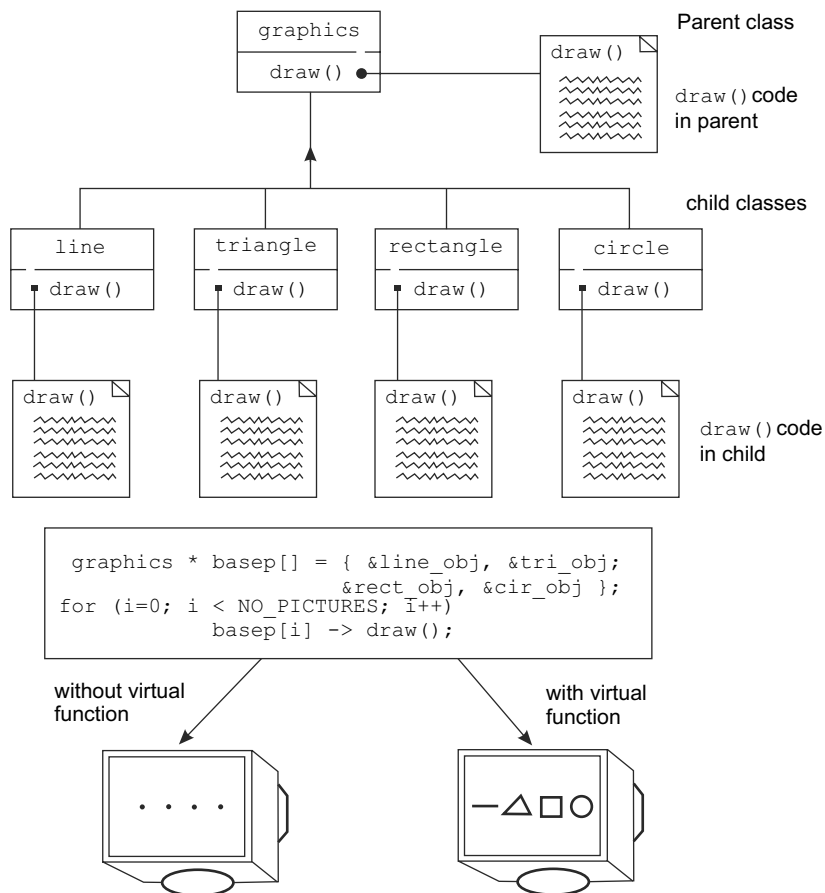 graphics
draw()
Parent class
draw()
draw() code
in parent
child classes
line
draw()
triangle
draw()
rectangle
draw()
circle
draw()
draw()
draw()
draw()
draw()
draw() code
in child
graphics * basep[] = { &line_obj, &tri_obj;
&rect_obj, &cir_obj };
for (i=0; i < NO_PICTURES; i++)
basep[i] -> draw();
without virtual
function
with virtual
function